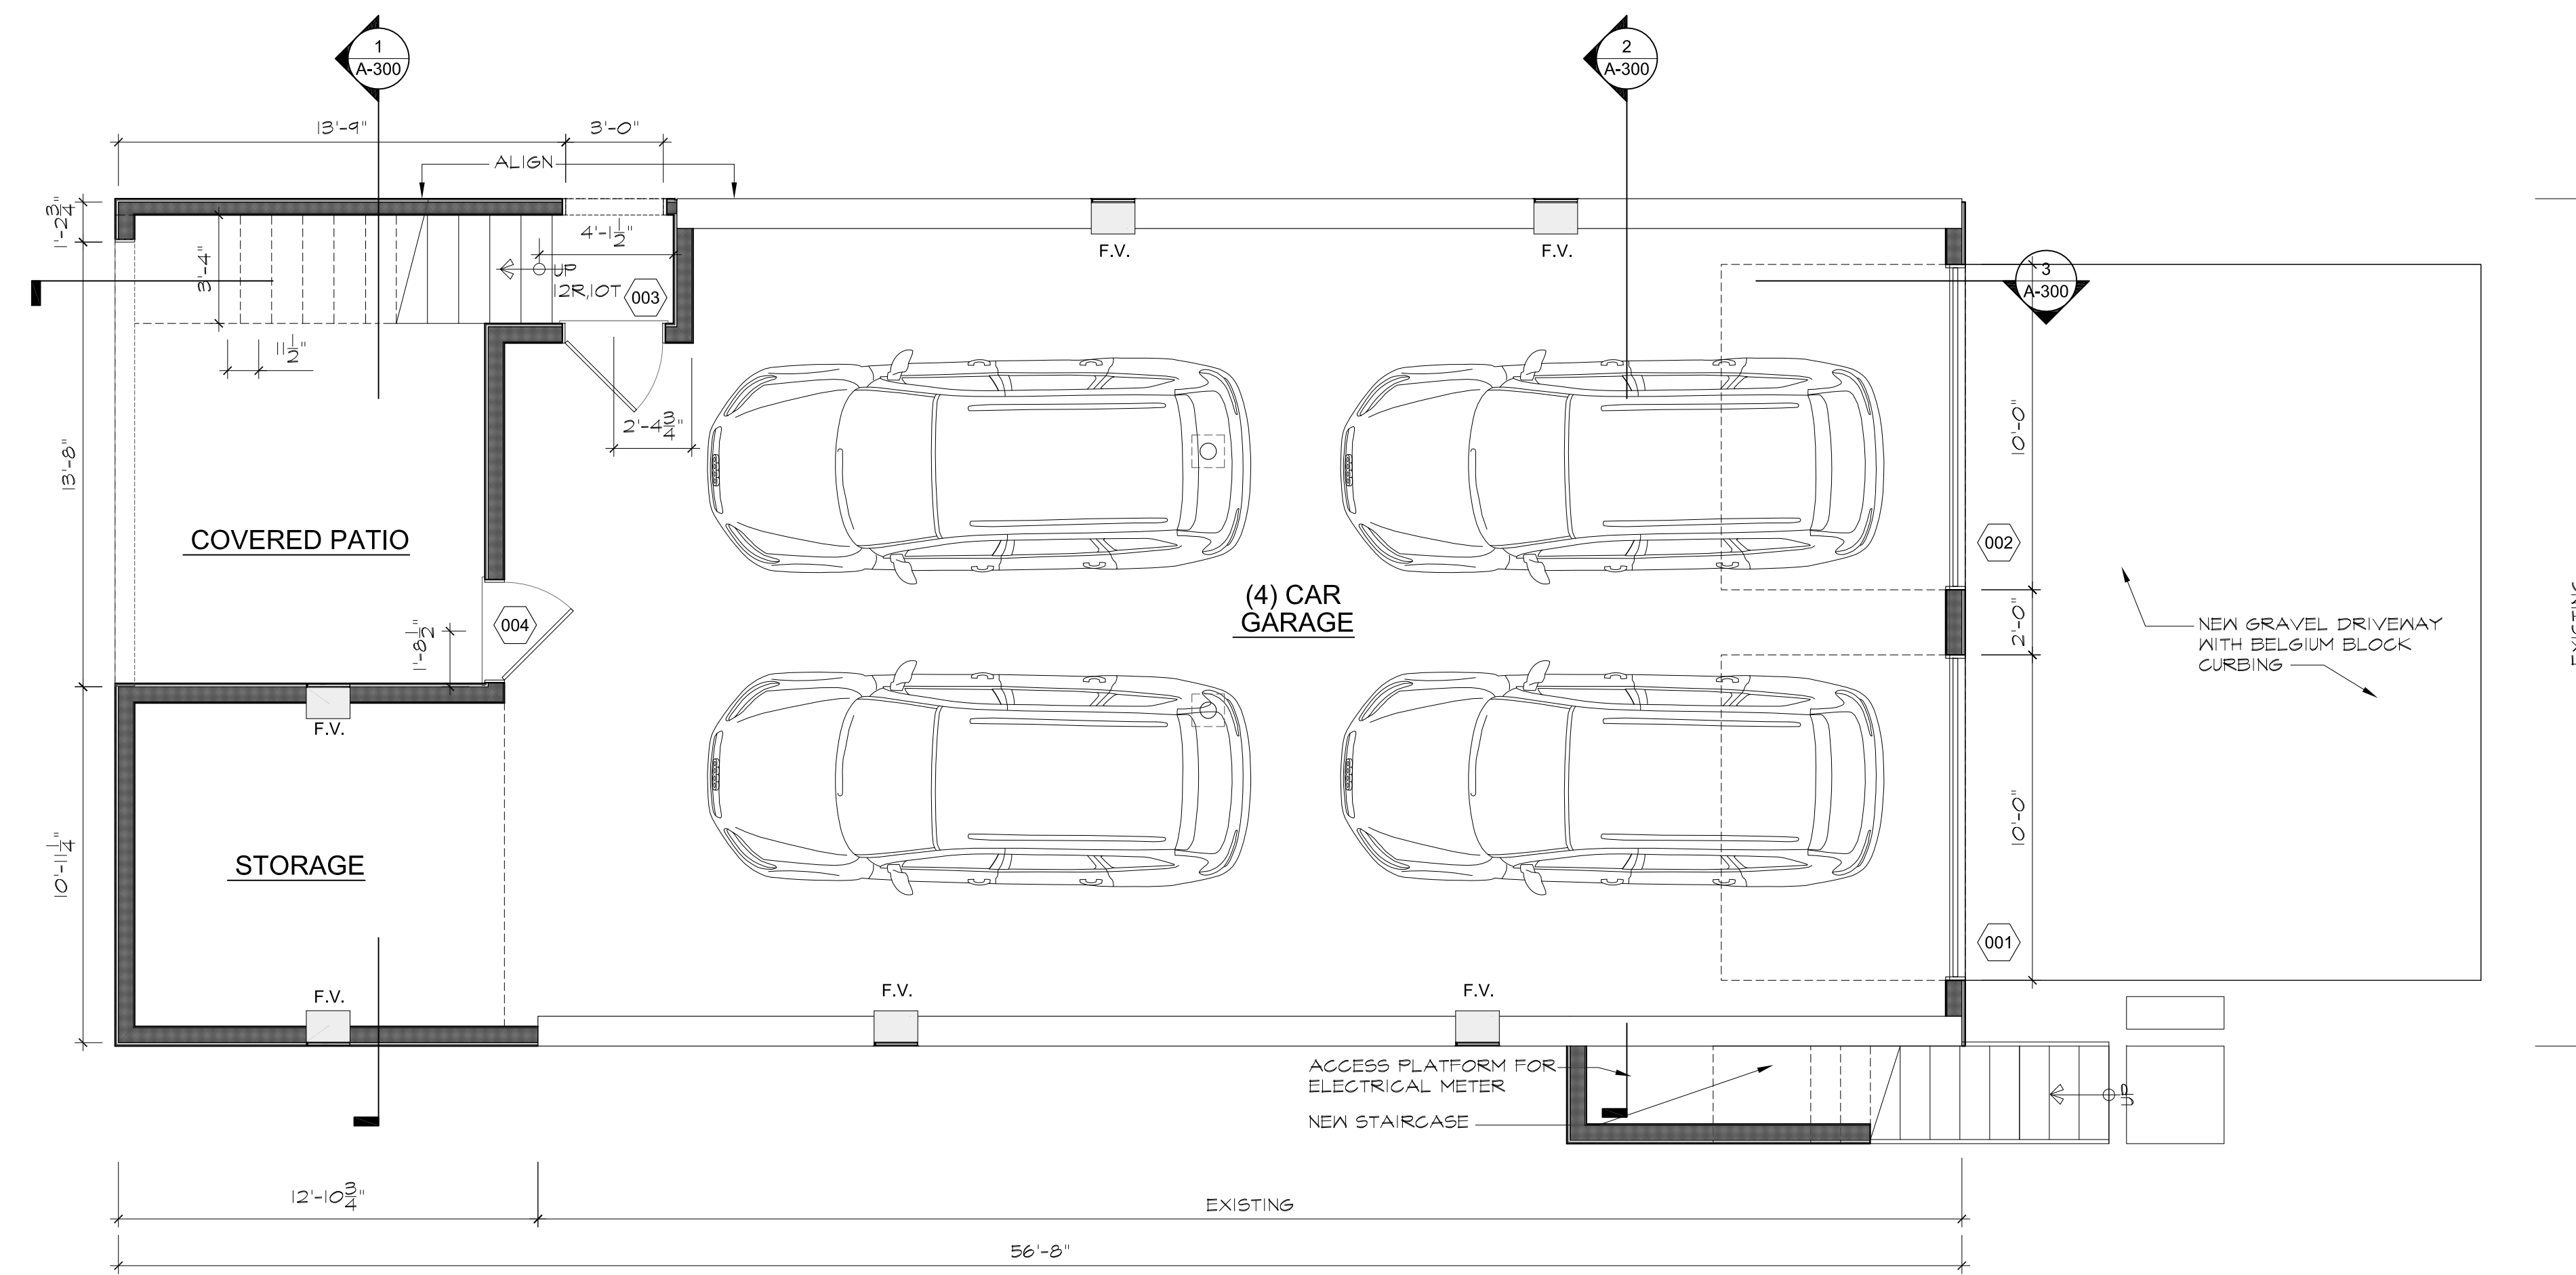 1
A-300
2
A-300
13'-9"
3'-0"
ALIGN
1'-2 3/4"
3'-4"
4'-1 1/2"
UP
12R,10T
003
F.V.
F.V.
3
A-300
11 1/2"
2'-4 3/4"
13'-8"
10'-0"
COVERED PATIO
002
(4) CAR
GARAGE
004
1'-8 1/2"
2'-0"
NEW GRAVEL DRIVEWAY
WITH BELGIUM BLOCK
CURBING
EXISTING
F.V.
10'-0"
STORAGE
10'-11 1/4"
001
F.V.
F.V.
F.V.
ACCESS PLATFORM FOR
ELECTRICAL METER
NEW STAIRCASE
UP
12'-10 3/4"
EXISTING
56'-8"